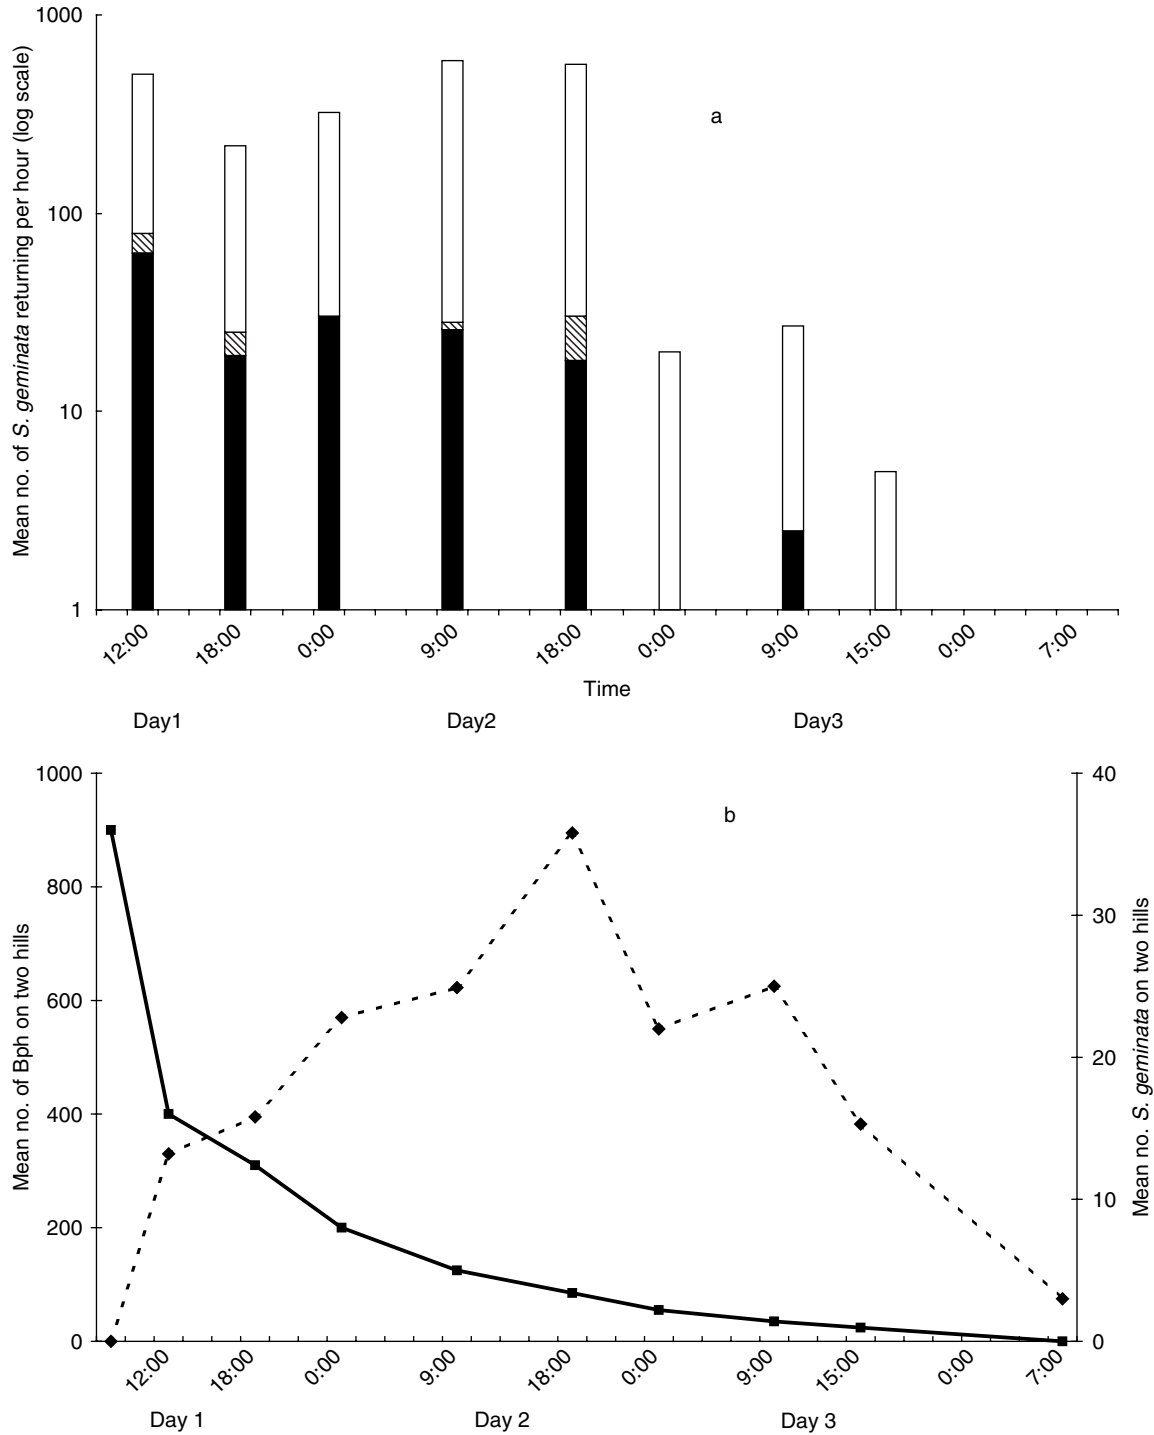 Mean no. of S. geminata returning per hour (log scale)
1000
100
10
1
a
12:00 18:00 0:00 9:00 18:00 0:00 9:00 15:00 0:00 7:00
Time
Day1 Day2 Day3
Mean no. of Bph on two hills
1000
800
600
400
200
0
b
40
30
20
10
0
Mean no. S. geminata on two hills
12:00 18:00 0:00 9:00 18:00 0:00 9:00 15:00 0:00 7:00
Day 1 Day 2 Day 3